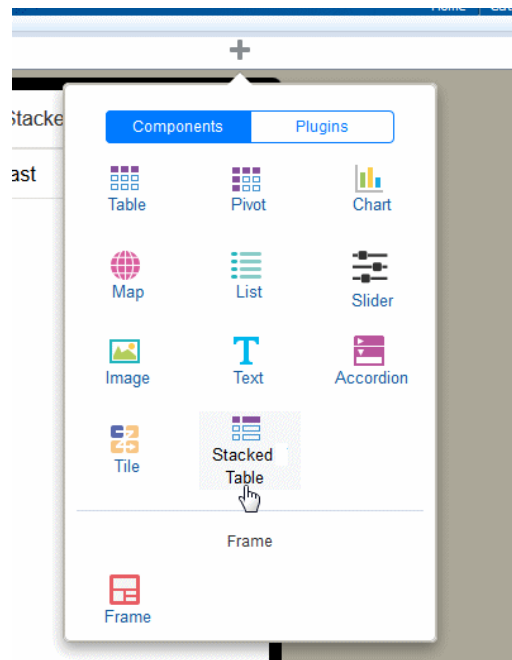 Home
Components Plugins
Stacke
ast
Table Pivot Chart
Map List Slider
Image Text Accordion
Tile Stacked
Table
Frame
Frame